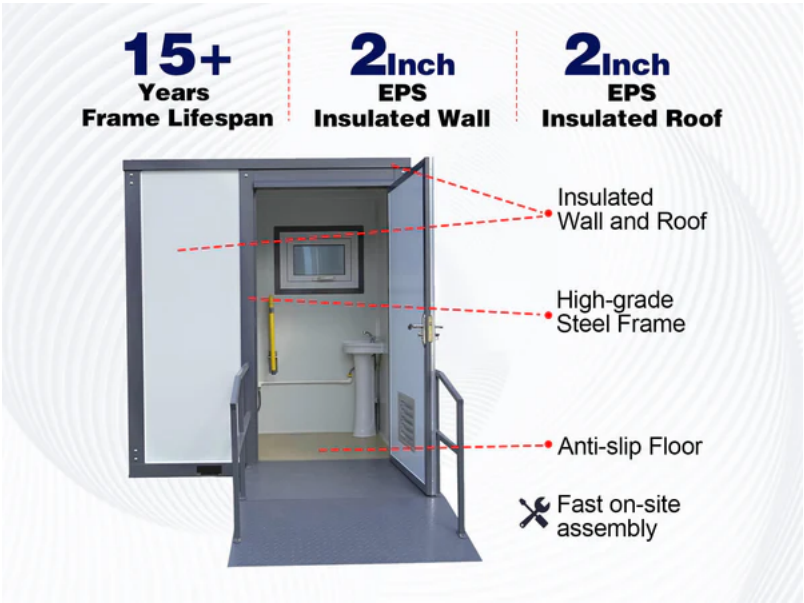 15+
Years
Frame Lifespan
2Inch
EPS
Insulated Wall
2Inch
EPS
Insulated Roof
Insulated
Wall and Roof
High-grade
Steel Frame
Anti-slip Floor
Fast on-site
assembly